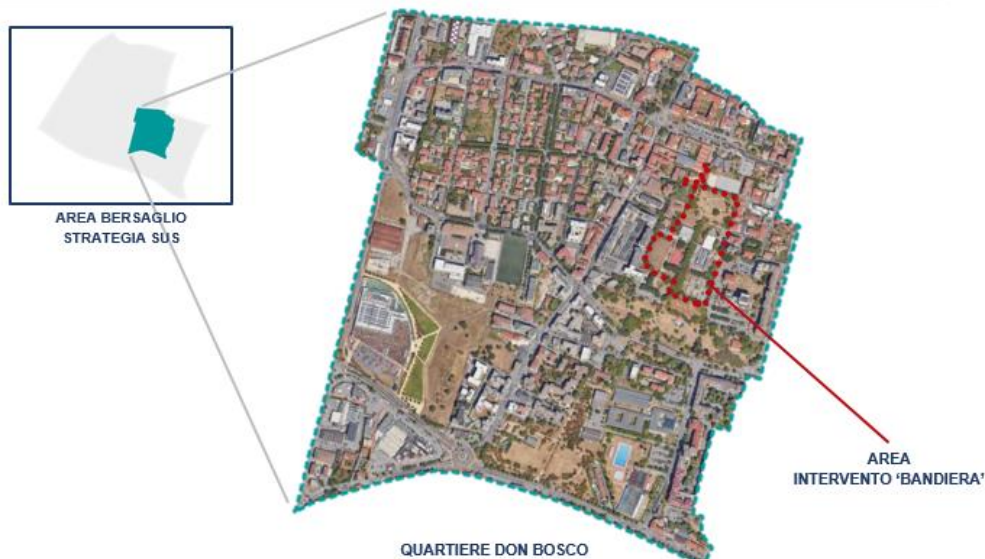 AREA BERSAGLIO
STRATEGIA SUS
AREA
INTERVENTO ‘BANDIERA’
QUARTIERE DON BOSCO